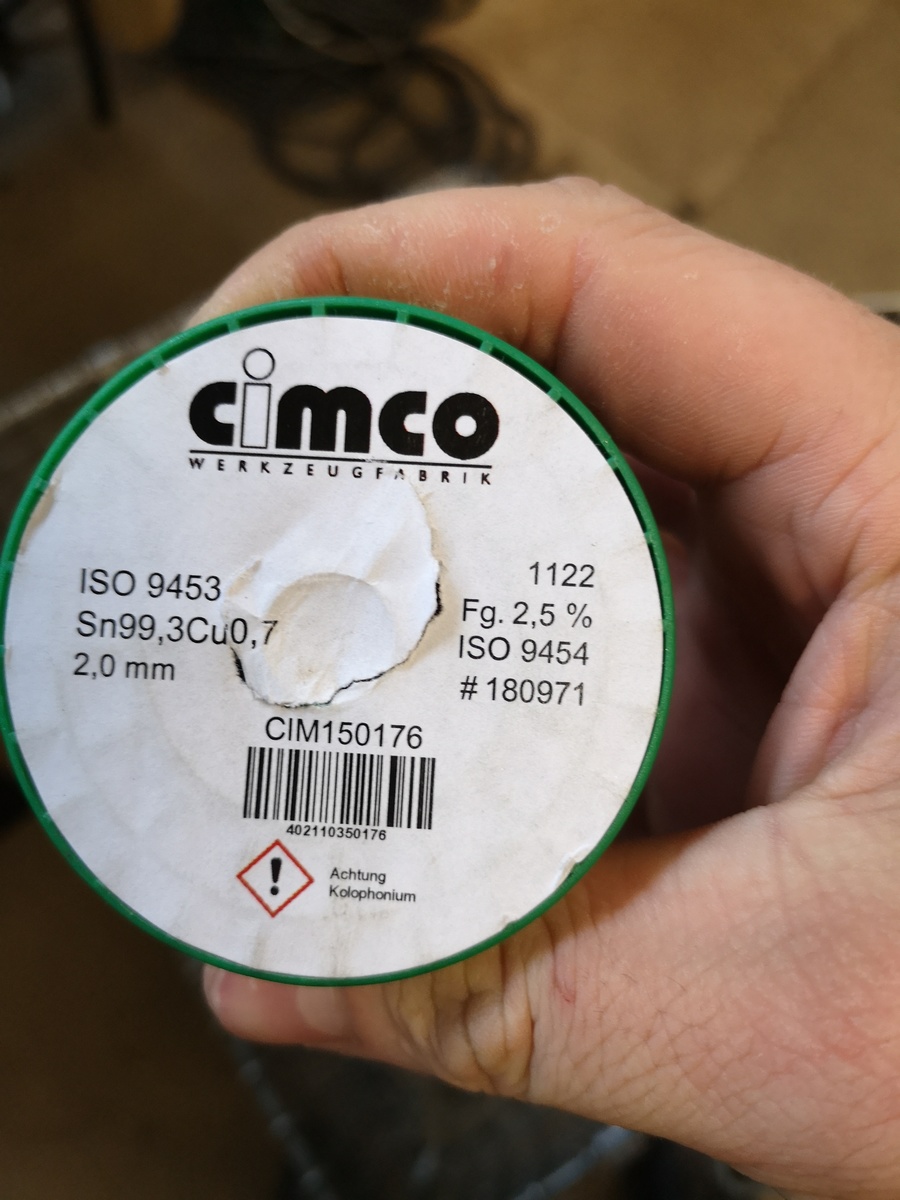 cimco
WERKZEUGFABRIK
ISO 9453
Sn99,3Cu0,7
2,0 mm
1122
Fg. 2,5 %
ISO 9454
# 180971
CIM150176
402110350176
Achtung
Kolophonium